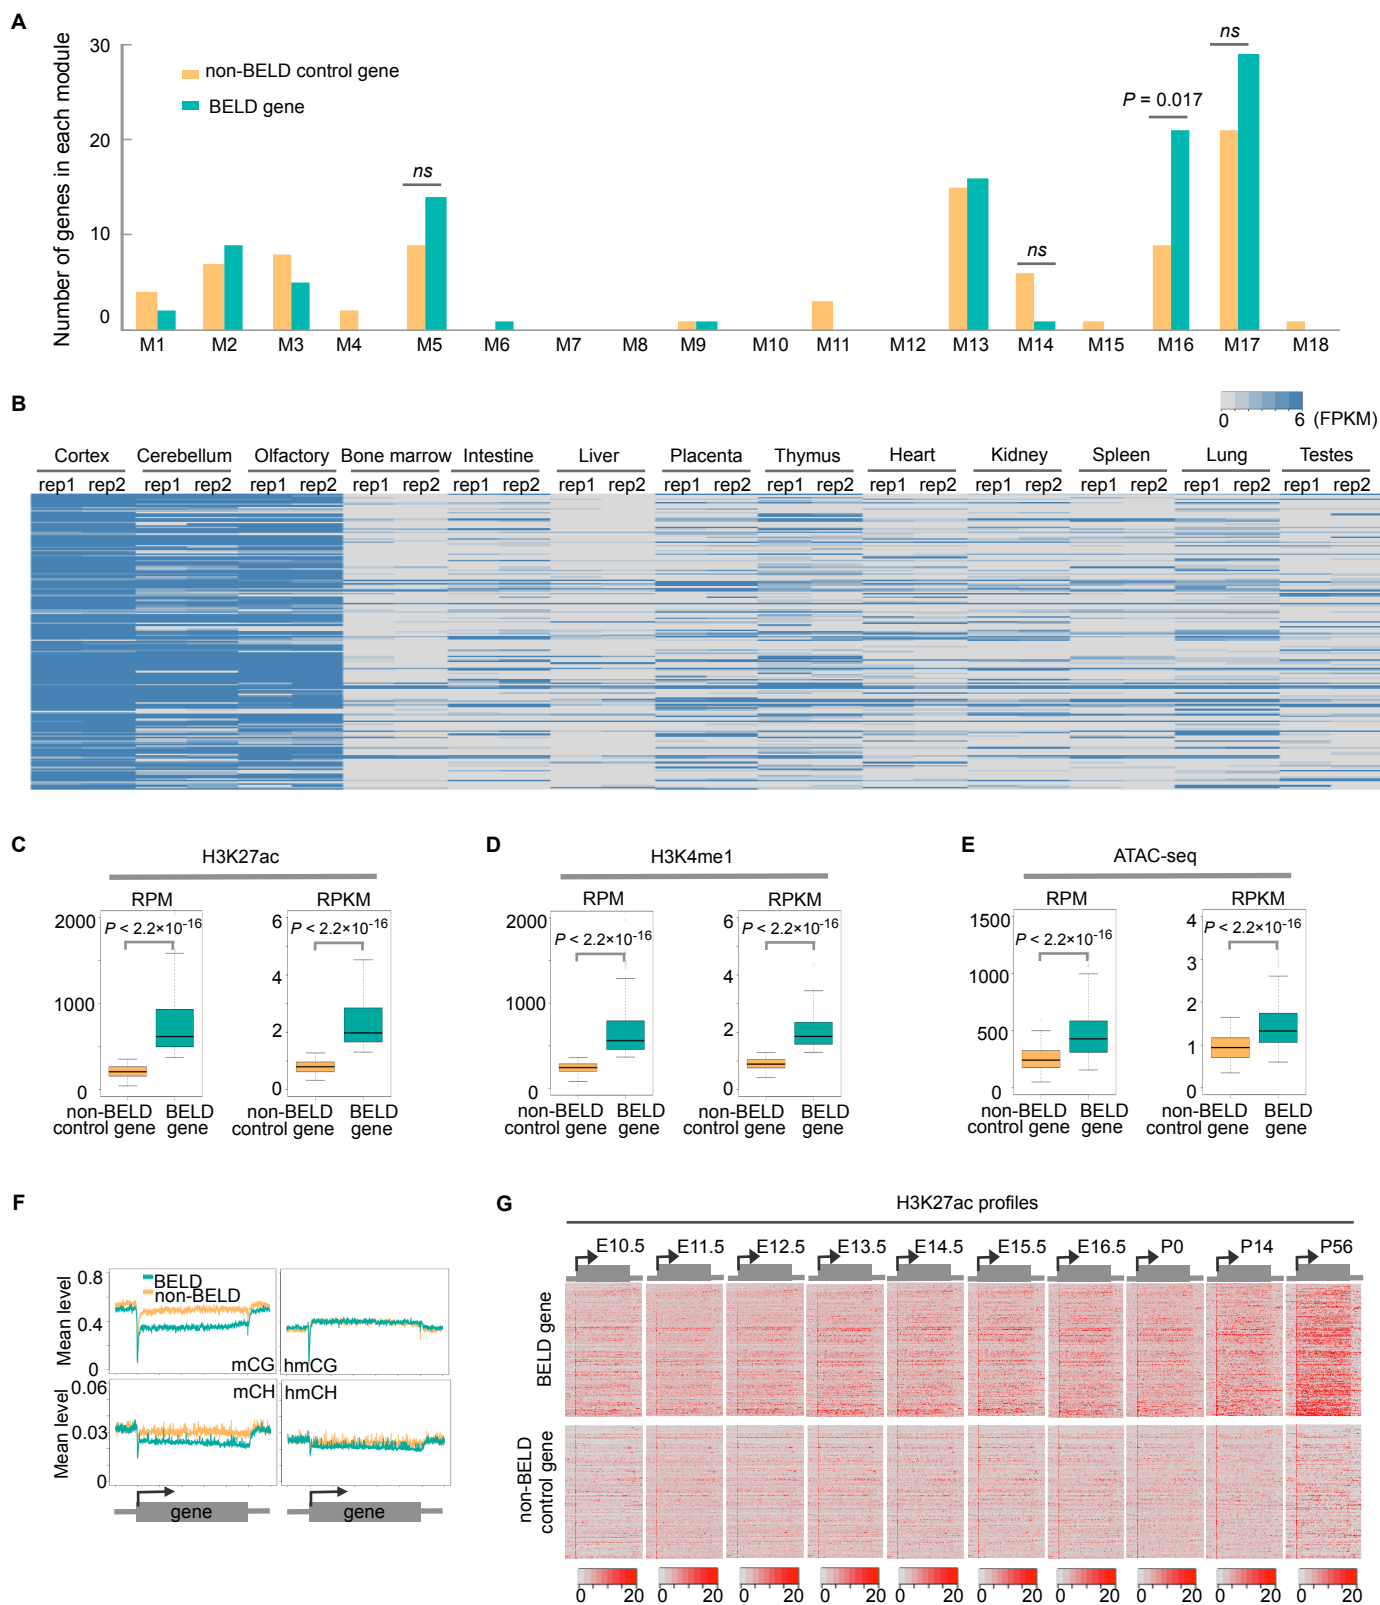 A
Number of genes in each module
30
20
10
0
non-BELD control gene
BELD gene
ns
ns
P = 0.017
ns
M1 M2 M3 M4 M5 M6 M7 M8 M9 M10 M11 M12 M13 M14 M15 M16 M17 M18
B
0 6 (FPKM)
Cortex Cerebellum Olfactory Bone marrow Intestine Liver Placenta Thymus Heart Kidney Spleen Lung Testes
rep1 rep2 rep1 rep2 rep1 rep2 rep1 rep2 rep1 rep2 rep1 rep2 rep1 rep2 rep1 rep2 rep1 rep2 rep1 rep2 rep1 rep2 rep1 rep2 rep1 rep2
C
H3K27ac
RPM
2000
1000
0
P < 2.2×10-16
non-BELD control gene
BELD gene
RPKM
6
4
2
0
P < 2.2×10-16
non-BELD control gene
BELD gene
D
H3K4me1
RPM
2000
1000
0
P < 2.2×10-16
non-BELD control gene
BELD gene
RPKM
6
4
2
0
P < 2.2×10-16
non-BELD control gene
BELD gene
E
ATAC-seq
RPM
1500
1000
500
0
P < 2.2×10-16
non-BELD control gene
BELD gene
RPKM
4
3
2
1
0
P < 2.2×10-16
non-BELD control gene
BELD gene
F
Mean level
0.8
0.4
0
BELD
non-BELD
mCG
hmCG
Mean level
0.06
0.03
0
mCH
hmCH
gene
gene
G
H3K27ac profiles
E10.5 E11.5 E12.5 E13.5 E14.5 E15.5 E16.5 P0 P14 P56
BELD gene
non-BELD
control gene
0 20 0 20 0 20 0 20 0 20 0 20 0 20 0 20 0 20 0 20